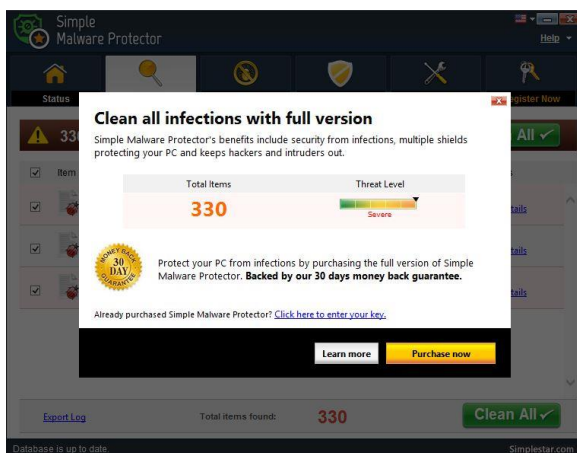 Simple
Malware Protector
Help
Status
Register Now
Clean all infections with full version
Simple Malware Protector's benefits include security from infections, multiple shields
protecting your PC and keeps hackers and intruders out.
330
All
Item
Total Items
Threat Level
330
Severe
MONEY BACK
30
DAY
GUARANTEE
Protect your PC from infections by purchasing the full version of Simple
Malware Protector. Backed by our 30 days money back guarantee.
Already purchased Simple Malware Protector? Click here to enter your key.
Learn more
Purchase now
Export Log
Total items found:
330
Clean All
Database is up to date.
Simplestar.com